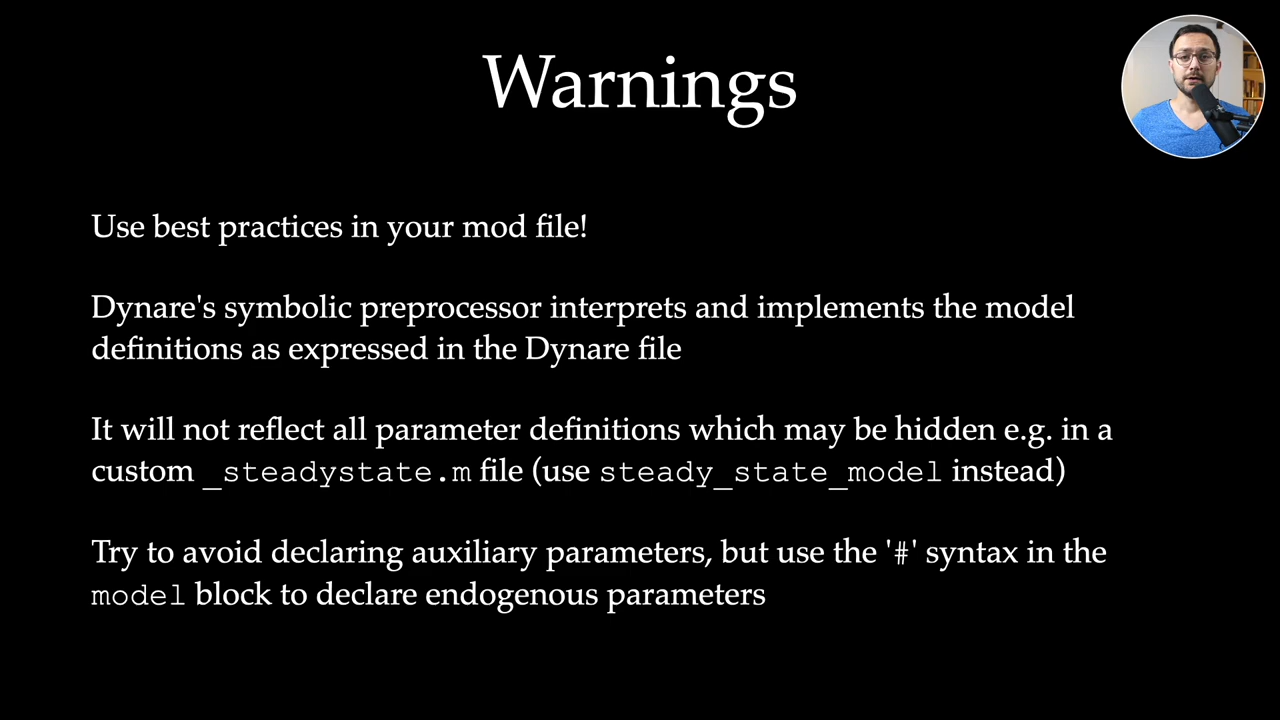 Warnings
Use best practices in your mod file!
Dynare's symbolic preprocessor interprets and implements the model
definitions as expressed in the Dynare file
It will not reflect all parameter definitions which may be hidden e.g. in a
custom _steadystate.m file (use steady_state_model instead)
Try to avoid declaring auxiliary parameters, but use the '#' syntax in the
model block to declare endogenous parameters